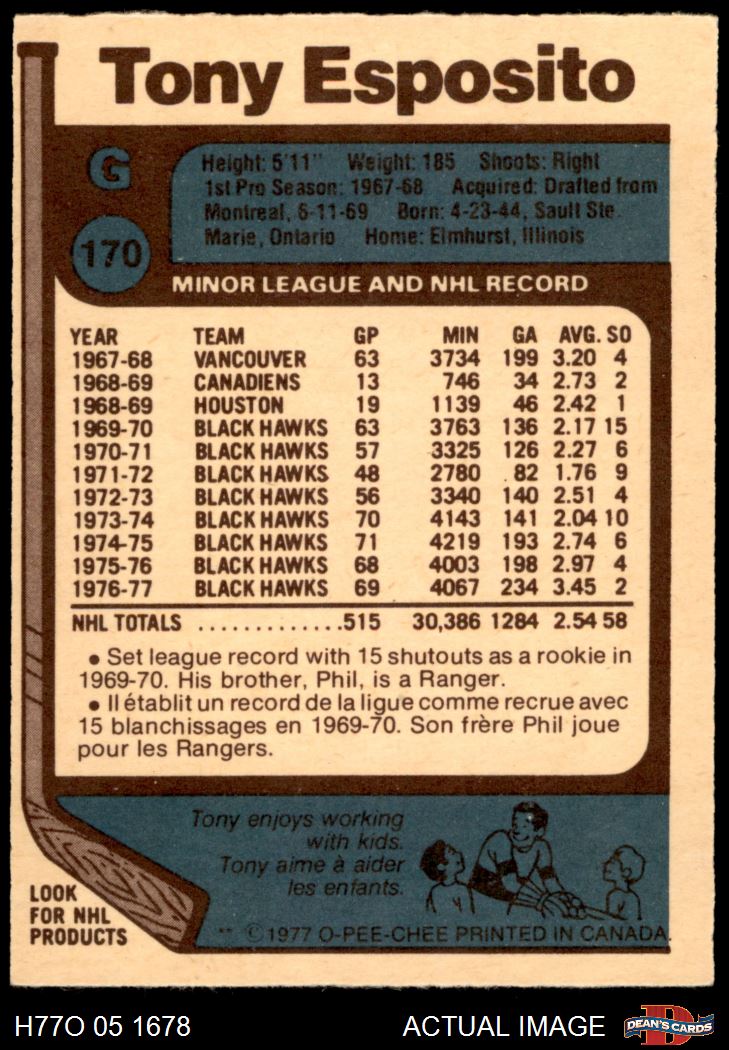 Tony Esposito
G
170
Height: 5'11" Weight: 185 Shoots: Right
1st Pro Season: 1967-68 Acquired: Drafted from
Montreal, 6-11-69 Born: 4-23-44, Sault Ste.
Marie, Ontario Home: Elmhurst, Illinois
MINOR LEAGUE AND NHL RECORD
YEAR TEAM GP MIN GA AVG. SO
1967-68 VANCOUVER 63 3734 199 3.20 4
1968-69 CANADIENS 13 746 34 2.73 2
1968-69 HOUSTON 19 1139 46 2.42 1
1969-70 BLACK HAWKS 63 3763 136 2.17 15
1970-71 BLACK HAWKS 57 3325 126 2.27 6
1971-72 BLACK HAWKS 48 2780 82 1.76 9
1972-73 BLACK HAWKS 56 3340 140 2.51 4
1973-74 BLACK HAWKS 70 4143 141 2.04 10
1974-75 BLACK HAWKS 71 4219 193 2.74 6
1975-76 BLACK HAWKS 68 4003 198 2.97 4
1976-77 BLACK HAWKS 69 4067 234 3.45 2
NHL TOTALS .............515 30,386 1284 2.54 58
• Set league record with 15 shutouts as a rookie in
1969-70. His brother, Phil, is a Ranger.
• Il établit un record de la ligue comme recrue avec
15 blanchissages en 1969-70. Son frère Phil joue
pour les Rangers.
Tony enjoys working
with kids.
Tony aime à aider
les enfants.
LOOK
FOR NHL
PRODUCTS
** ©1977 O-PEE-CHEE PRINTED IN CANADA.
H77O 05 1678 ACTUAL IMAGE
D
DEAN'S CARDS